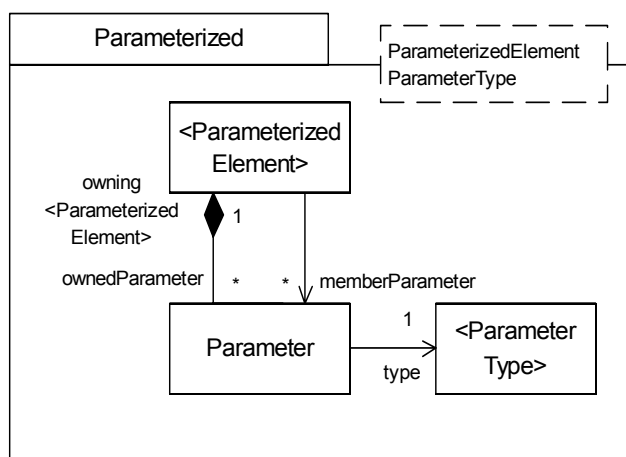 Parameterized
ParameterizedElement
ParameterType
<Parameterized
Element>
owning
<Parameterized
Element>
1
ownedParameter
*
*
memberParameter
Parameter
1
type
<Parameter
Type>